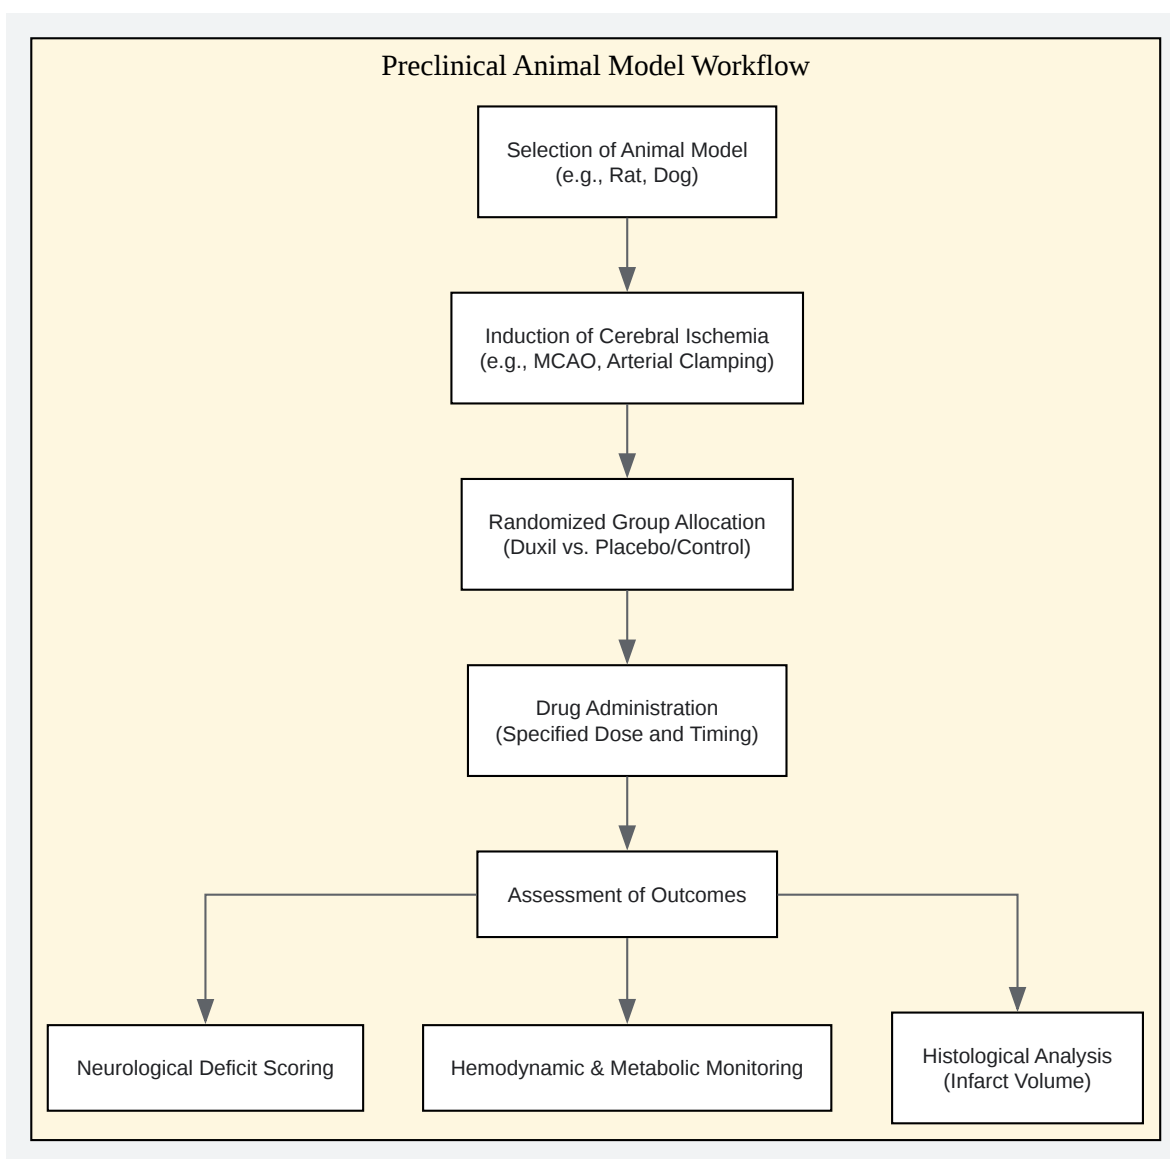 Preclinical Animal Model Workflow
Selection of Animal Model
(e.g., Rat, Dog)
Induction of Cerebral Ischemia
(e.g., MCAO, Arterial Clamping)
Randomized Group Allocation
(Duxil vs. Placebo/Control)
Drug Administration
(Specified Dose and Timing)
Assessment of Outcomes
Neurological Deficit Scoring
Hemodynamic & Metabolic Monitoring
Histological Analysis
(Infarct Volume)